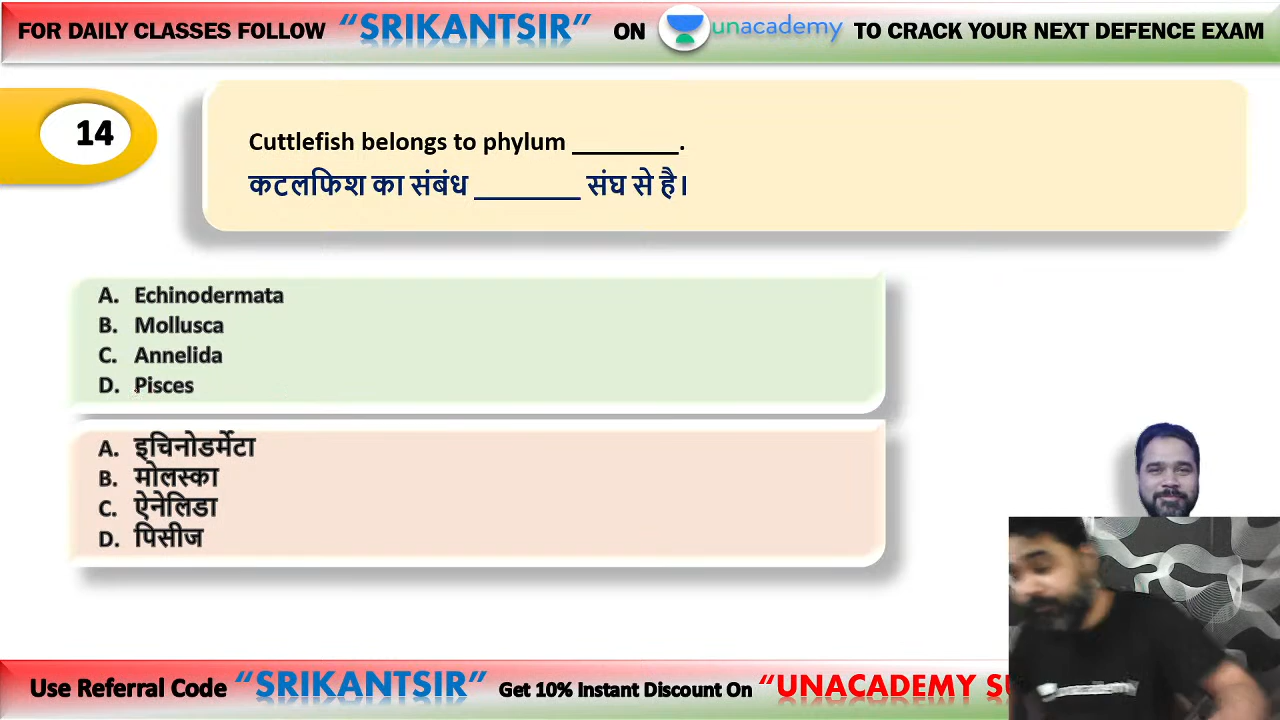 FOR DAILY CLASSES FOLLOW “SRIKANTSIR” ON unacademy TO CRACK YOUR NEXT DEFENCE EXAM
14
Cuttlefish belongs to phylum ________.
कटलफिश का संबंध ________ संघ से है।
A. Echinodermata
B. Mollusca
C. Annelida
D. Pisces
A. इचिनोडर्मेटा
B. मोलस्का
C. ऐनेलिडा
D. पिसीज
Use Referral Code “SRIKANTSIR” Get 10% Instant Discount On “UNACADEMY